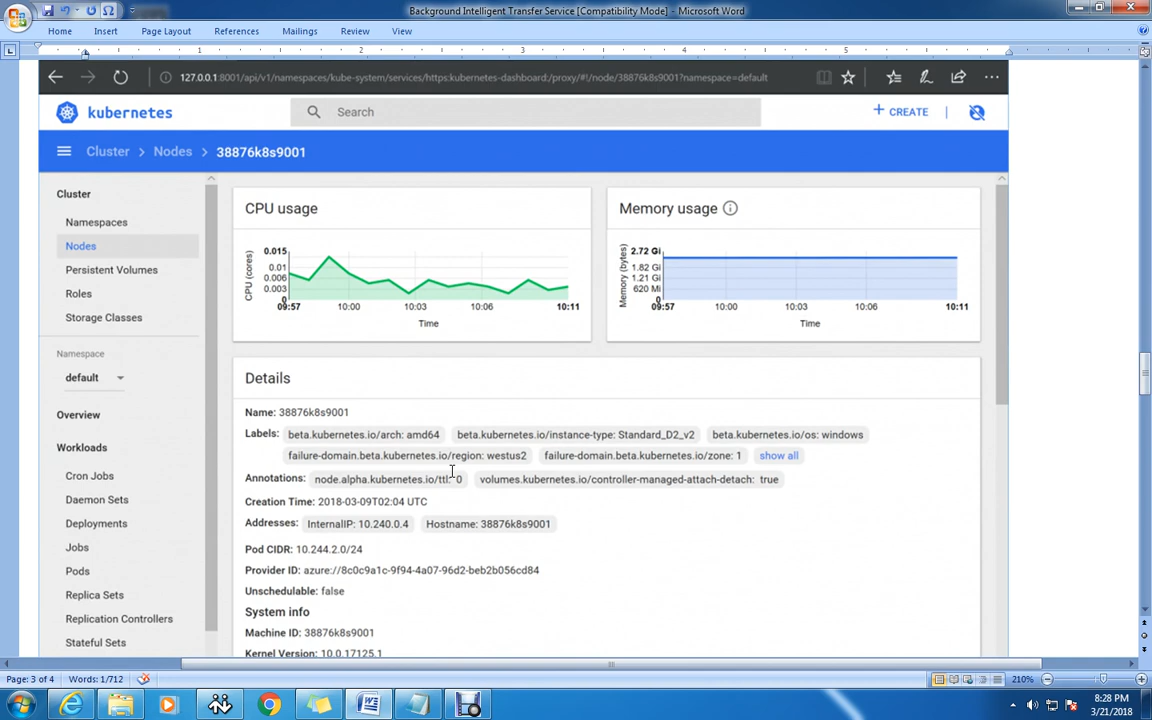 Background Intelligent Transfer Service [Compatibility Mode] - Microsoft Word
Home Insert Page Layout References Mailings Review View
1 2 3 4 5
127.0.0.1:8001/api/v1/namespaces/kube-system/services/https:kubernetes-dashboard:/proxy/#!/node/38876k8s9001?namespace=default
kubernetes Search + CREATE
Cluster > Nodes > 38876k8s9001
Cluster
Namespaces
Nodes
Persistent Volumes
Roles
Storage Classes
Namespace
default
Overview
Workloads
Cron Jobs
Daemon Sets
Deployments
Jobs
Pods
Replica Sets
Replication Controllers
Stateful Sets
CPU usage
CPU (cores)
0.015
0.01
0.006
0.003
0
09:57 10:00 10:03 10:06 10:11
Time
Memory usage
Memory (bytes)
2.72 Gi
1.82 Gi
1.21 Gi
620 Mi
0
09:57 10:00 10:03 10:06 10:11
Time
Details
Name: 38876k8s9001
Labels: beta.kubernetes.io/arch: amd64 beta.kubernetes.io/instance-type: Standard_D2_v2 beta.kubernetes.io/os: windows
failure-domain.beta.kubernetes.io/region: westus2 failure-domain.beta.kubernetes.io/zone: 1 show all
Annotations: node.alpha.kubernetes.io/ttl: 0 volumes.kubernetes.io/controller-managed-attach-detach: true
Creation Time: 2018-03-09T02:04 UTC
Addresses: InternalIP: 10.240.0.4 Hostname: 38876k8s9001
Pod CIDR: 10.244.2.0/24
Provider ID: azure://8c0c9a1c-9f94-4a07-96d2-beb2b056cd84
Unschedulable: false
System info
Machine ID: 38876k8s9001
Kernel Version: 10.0.17125.1
Page: 3 of 4 Words: 1/712 210%
8:28 PM
3/21/2018